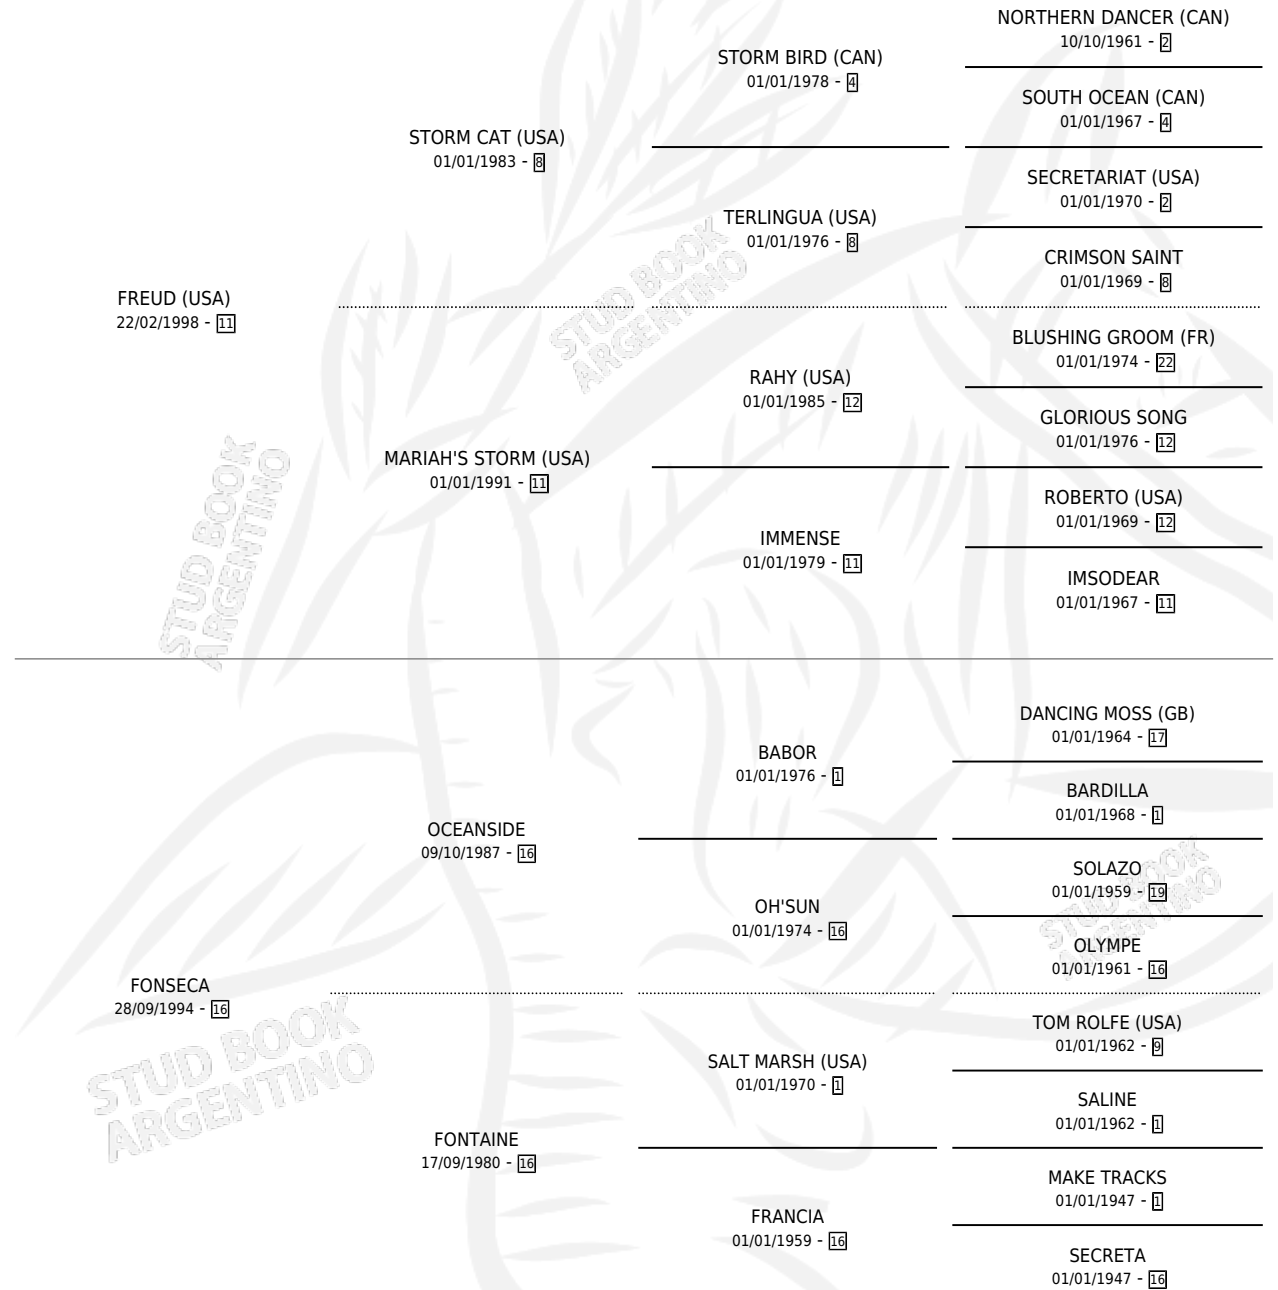 NORTHERN DANCER (CAN)
10/10/1961 - 2
STORM BIRD (CAN)
01/01/1978 - 4
SOUTH OCEAN (CAN)
01/01/1967 - 4
STORM CAT (USA)
01/01/1983 - 8
SECRETARIAT (USA)
01/01/1970 - 2
TERLINGUA (USA)
01/01/1976 - 8
CRIMSON SAINT
01/01/1969 - 8
FREUD (USA)
22/02/1998 - 11
STUD BOOK
ARGENTINO
BLUSHING GROOM (FR)
01/01/1974 - 22
RAHY (USA)
01/01/1985 - 12
GLORIOUS SONG
01/01/1976 - 12
MARIAH'S STORM (USA)
01/01/1991 - 11
ROBERTO (USA)
01/01/1969 - 12
IMMENSE
01/01/1979 - 11
IMSODEAR
01/01/1967 - 11
STUD BOOK
ARGENTINO
DANCING MOSS (GB)
01/01/1964 - 17
BABOR
01/01/1976 - 1
BARDILLA
01/01/1968 - 1
OCEANSIDE
09/10/1987 - 16
SOLAZO
01/01/1959 - 19
OH'SUN
01/01/1974 - 16
STUD BOOK
ARGENTINO
OLYMPE
01/01/1961 - 16
FONSECA
28/09/1994 - 16
TOM ROLFE (USA)
01/01/1962 - 9
SALT MARSH (USA)
01/01/1970 - 1
STUD BOOK
ARGENTINO
SALINE
01/01/1962 - 1
FONTAINE
17/09/1980 - 16
MAKE TRACKS
01/01/1947 - 1
FRANCIA
01/01/1959 - 16
SECRETA
01/01/1947 - 16